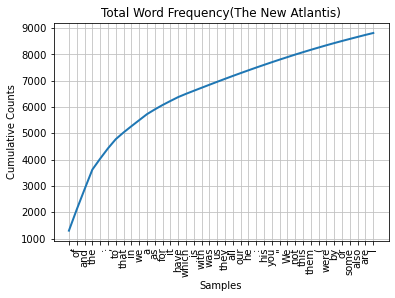 Total Word Frequency(The New Atlantis)
Cumulative Counts
9000
8000
7000
6000
5000
4000
3000
2000
1000
of
and
the
to
that
in
we
a
as
for
it
have
which
is
with
was
us
they
all
our
he
his
you
"
We
not
this
them
(
were
by
or
some
also
are
I
Samples